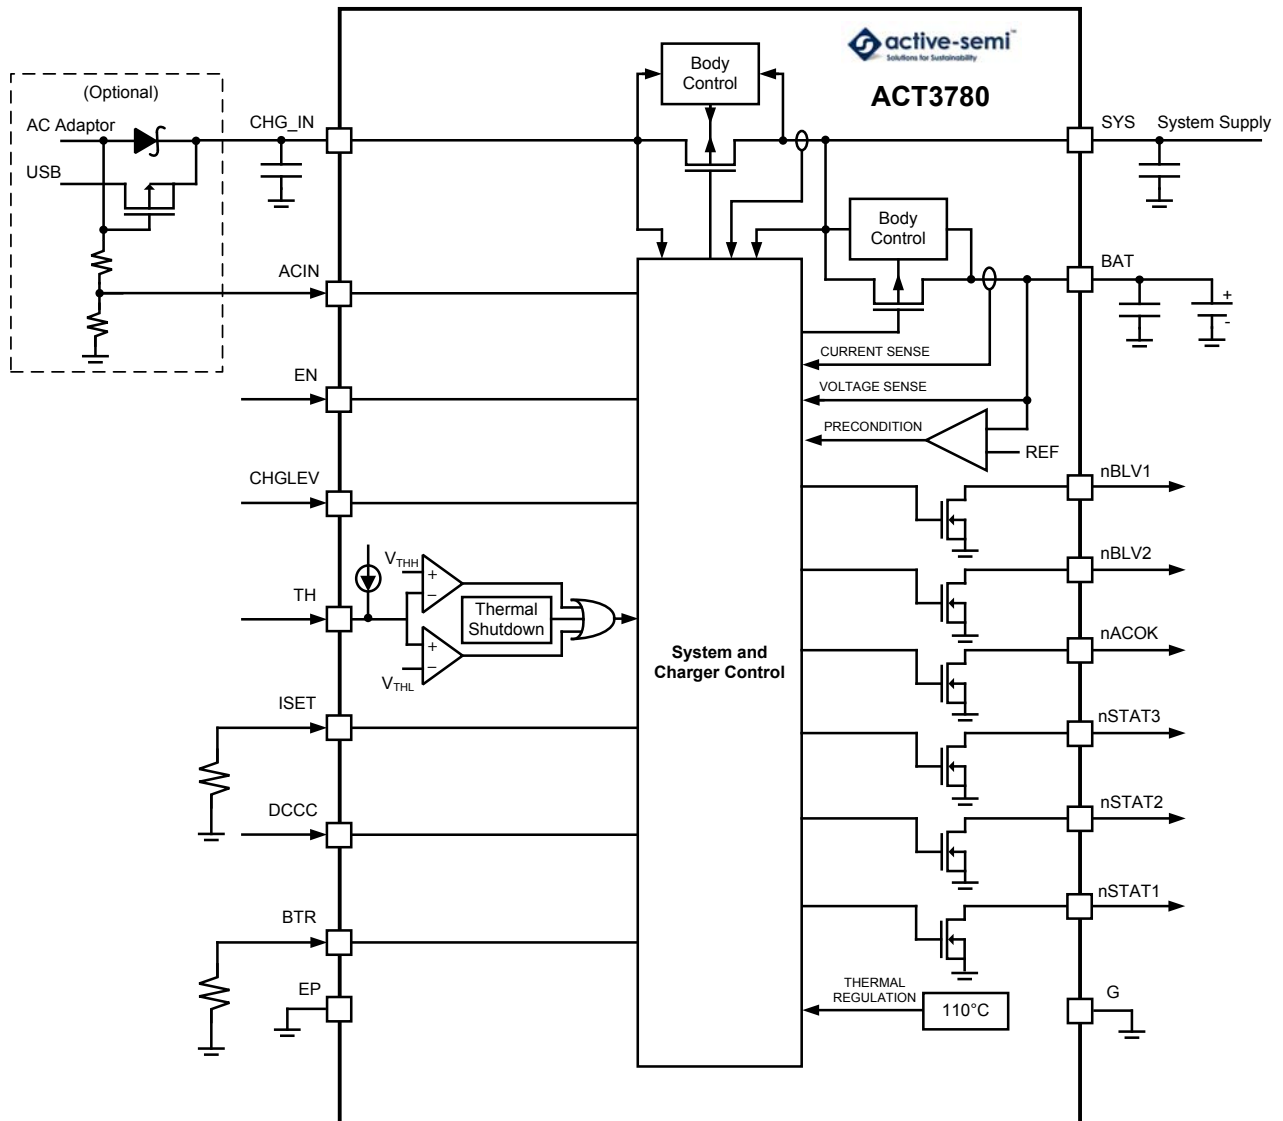 active-semi™
Solutions for Sustainability
ACT3780
Body
Control
(Optional)
AC Adaptor
USB
CHG_IN
SYS
System Supply
Body
Control
ACIN
BAT
+
-
EN
CURRENT SENSE
VOLTAGE SENSE
PRECONDITION
REF
CHGLEV
nBLV1
VTHH
+
−
TH
Thermal
Shutdown
+
−
VTHL
nBLV2
System and
Charger Control
nACOK
ISET
nSTAT3
DCCC
nSTAT2
BTR
nSTAT1
EP
THERMAL
REGULATION
110°C
G